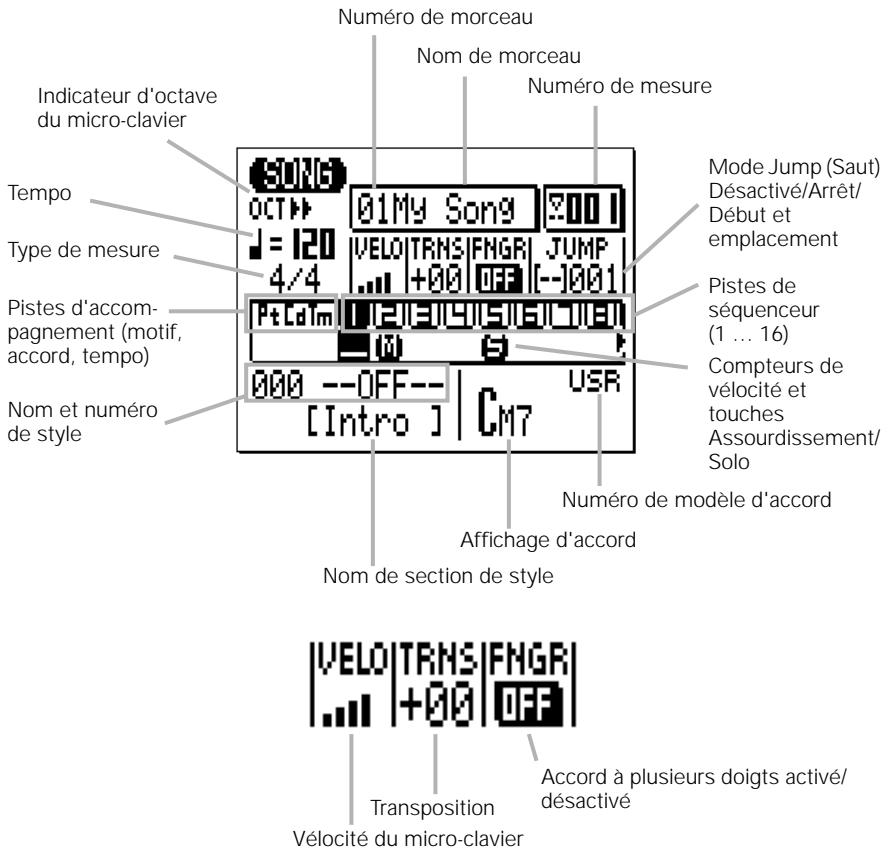 Numéro de morceau
Nom de morceau
Numéro de mesure
Indicateur d'octave
du micro-clavier
Tempo
Type de mesure
Pistes d'accom-
pagnement (motif,
accord, tempo)
Nom et numéro
de style
SONG
OCT
01My Song
001
= 120
4/4
VELO TRNS FNGR JUMP
+00 OFF [--]001
Pt Cd Tm 1 2 3 4 5 6 7 8
M S
000 --OFF--
USR
[Intro ]
CM7
Mode Jump (Saut)
Désactivé/Arrêt/
Début et
emplacement
Pistes de
séquenceur
(1 … 16)
Compteurs de
vélocité et
touches
Assourdissement/
Solo
Numéro de modèle d'accord
Affichage d'accord
Nom de section de style
VELO TRNS FNGR
+00 OFF
Accord à plusieurs doigts activé/
désactivé
Transposition
Vélocité du micro-clavier